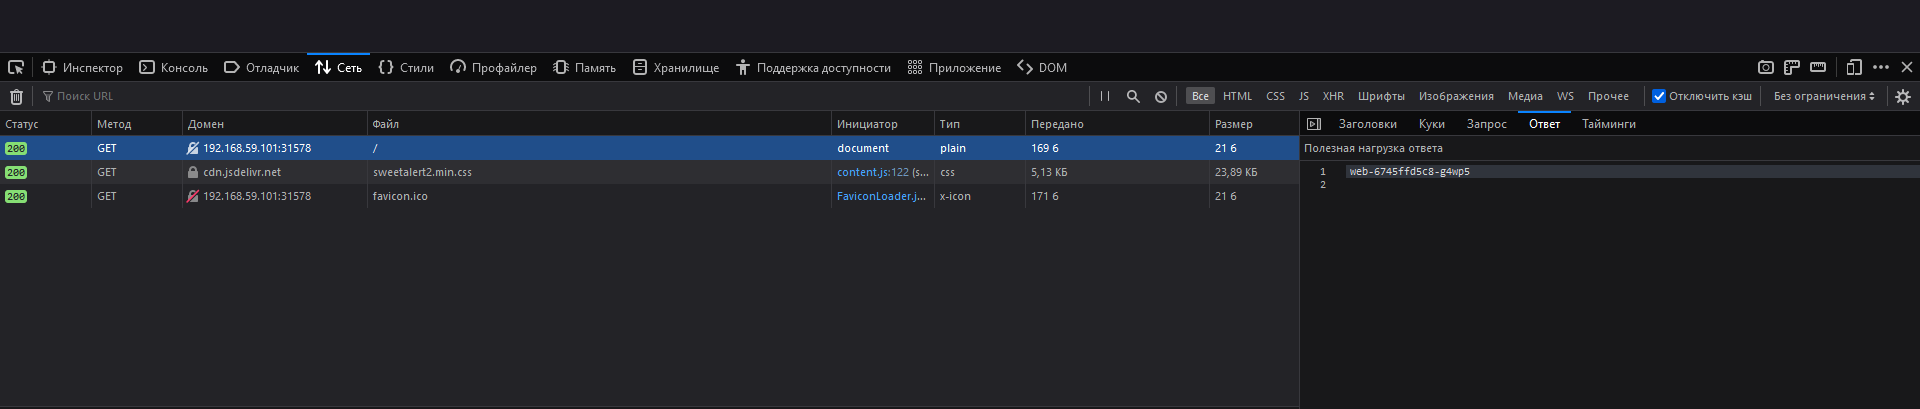 Инспектор Консоль Отладчик Сеть Стили Профайлер Память Хранилище Поддержка доступности Приложение DOM
Поиск URL Все HTML CSS JS XHR Шрифты Изображения Медиа WS Прочее Отключить кэш Без ограничения
Статус Метод Домен Файл Инициатор Тип Передано Размер Заголовки Куки Запрос Ответ Тайминги
200 GET 192.168.59.101:31578 / document plain 169 б 21 б
Полезная нагрузка ответа
200 GET cdn.jsdelivr.net sweetalert2.min.css content.js:122 (s... css 5,13 КБ 23,89 КБ
1 web-6745ffd5c8-g4wp5
2
200 GET 192.168.59.101:31578 favicon.ico FaviconLoader.j... x-icon 171 б 21 б